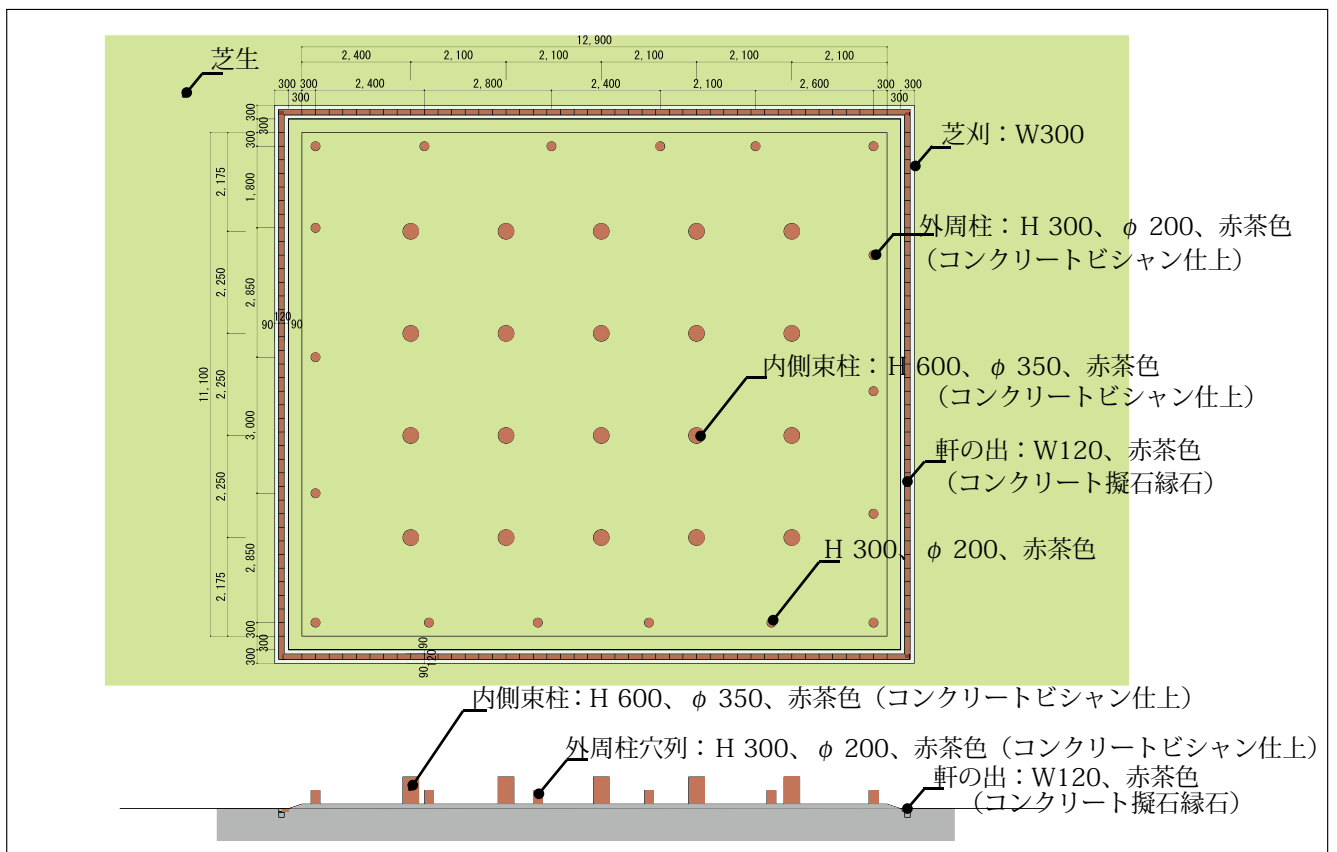 芝生
12,900
2,400 2,100 2,100 2,100 2,100 2,100
300 300 2,400 2,800 2,400 2,100 2,600 300 300
300 300
300
300
300
2,175
1,800
2,250
2,850
90 120 90
11,100
2,250
3,000
2,250
2,850
2,175
300
300
300
90
120
90
芝刈：W300
外周柱：H 300、φ 200、赤茶色
（コンクリートビシャン仕上）
内側束柱：H 600、φ 350、赤茶色
（コンクリートビシャン仕上）
軒の出：W120、赤茶色
（コンクリート擬石縁石）
H 300、φ 200、赤茶色
内側束柱：H 600、φ 350、赤茶色（コンクリートビシャン仕上）
外周柱穴列：H 300、φ 200、赤茶色（コンクリートビシャン仕上）
軒の出：W120、赤茶色
（コンクリート擬石縁石）